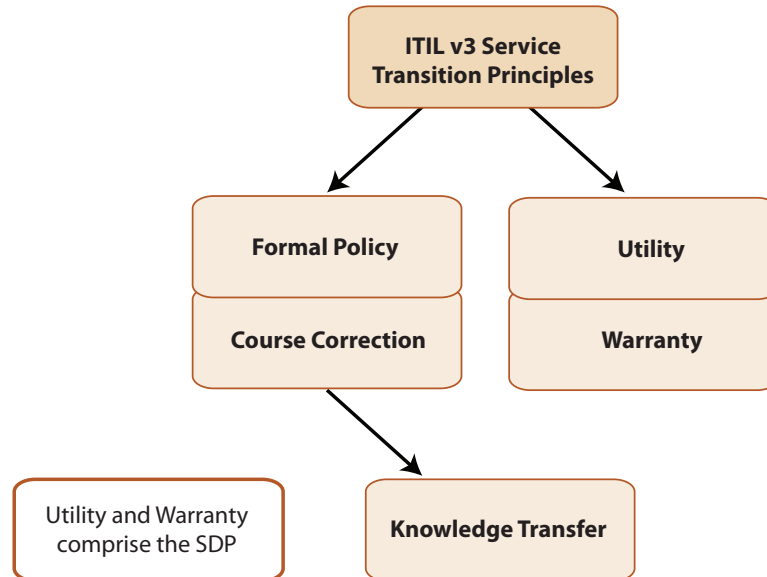 ITIL v3 Service
Transition Principles
Formal Policy
Utility
Course Correction
Warranty
Utility and Warranty
comprise the SDP
Knowledge Transfer